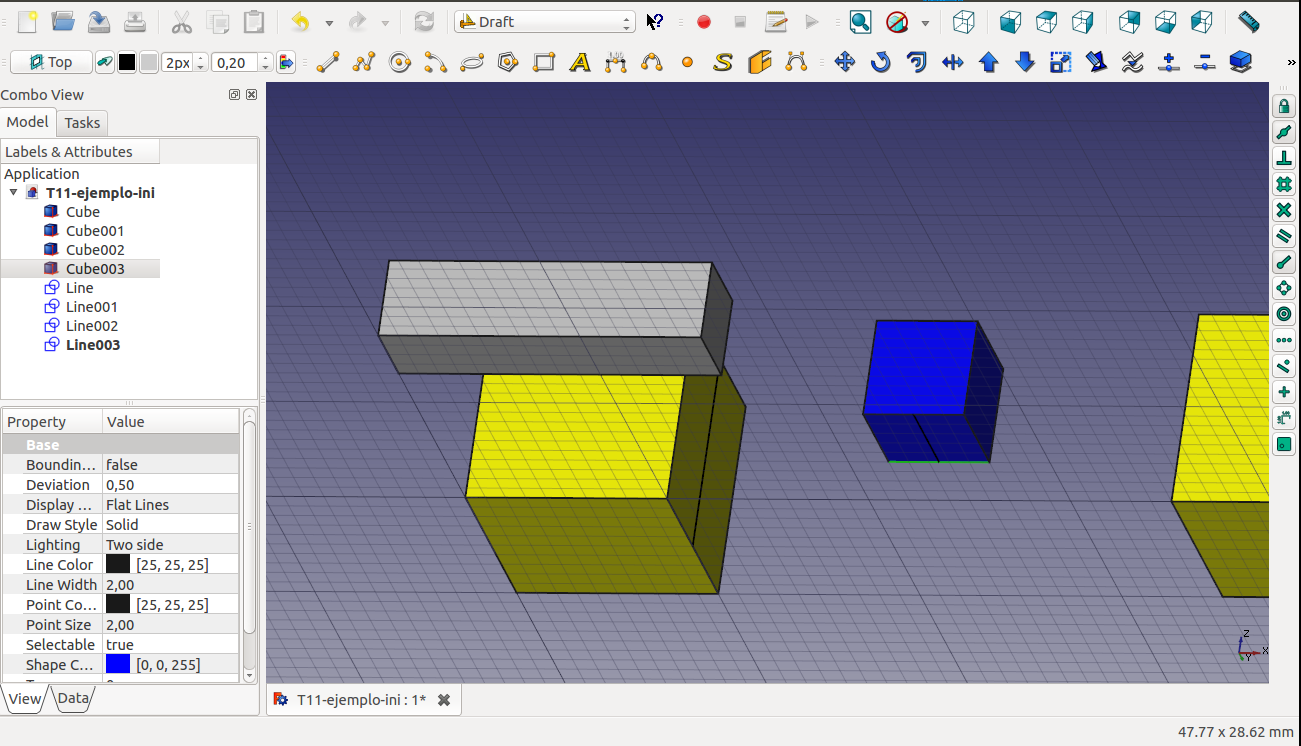 Draft
Top
2px
0,20
Combo View
Model
Tasks
Labels & Attributes
Application
T11-ejemplo-ini
Cube
Cube001
Cube002
Cube003
Line
Line001
Line002
Line003
Property Value
Base
Boundin... false
Deviation 0,50
Display ... Flat Lines
Draw Style Solid
Lighting Two side
Line Color [25, 25, 25]
Line Width 2,00
Point Co... [25, 25, 25]
Point Size 2,00
Selectable true
Shape C... [0, 0, 255]
View
Data
T11-ejemplo-ini : 1*
Z
X
Y
47.77 x 28.62 mm